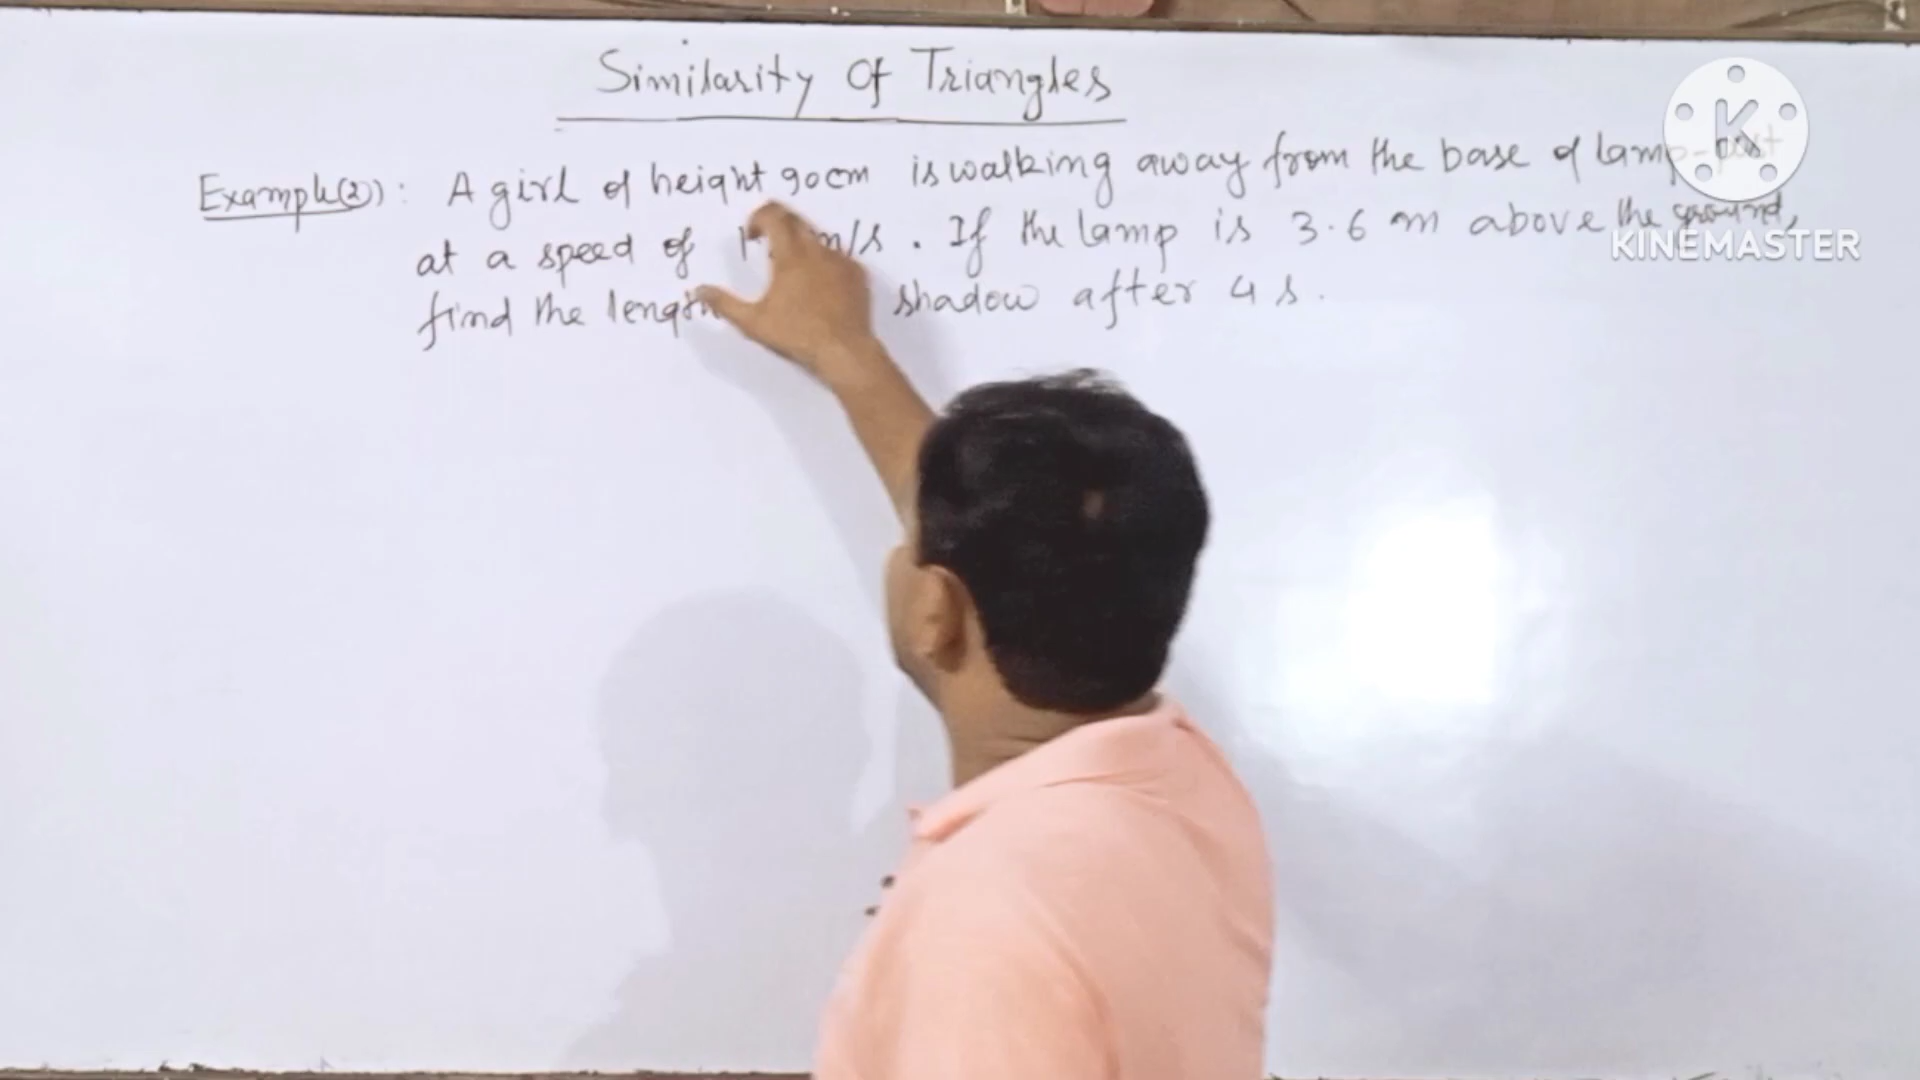 Similarity Of Triangles
Example(2): A girl of height 90cm is walking away from the base of
at a speed of m/s. If the lamp is 3.6 m above the ground,
find the length shadow after 4 s.
KINEMASTER